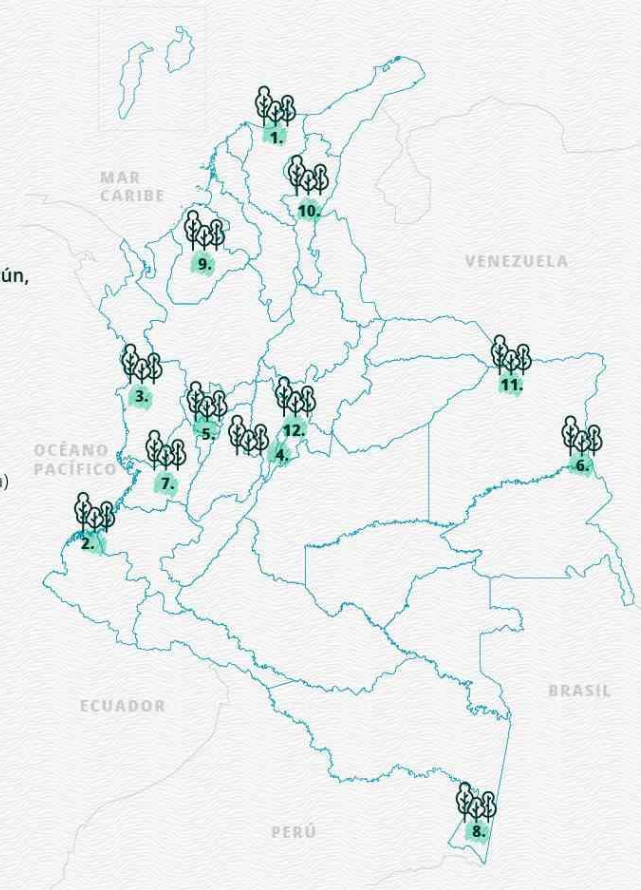 1.
MAR
CARIBE
10.
9.
VENEZUELA
ún,
11.
3.
12.
5.
4.
OCÉANO
PACÍFICO
6.
7.
)
2.
ECUADOR
BRASIL
PERÚ
8.